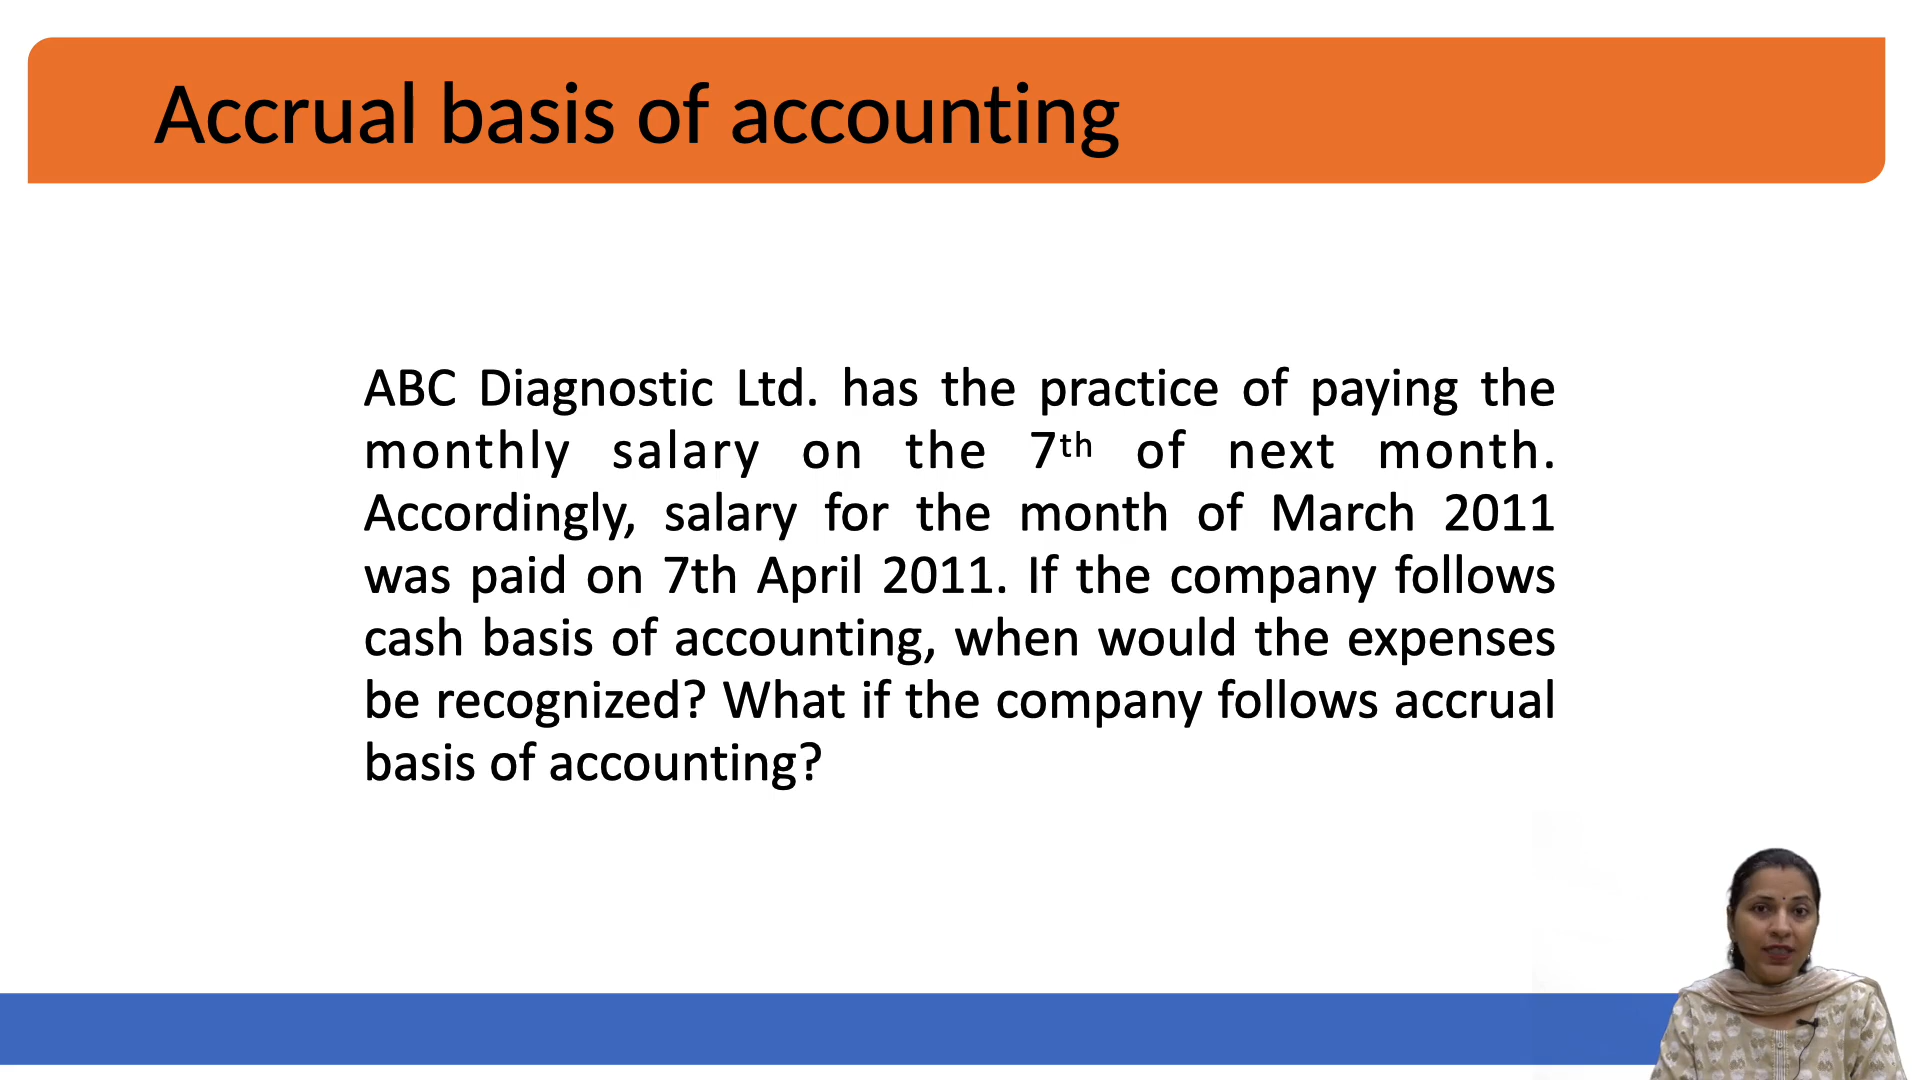 Accrual basis of accounting
ABC Diagnostic Ltd. has the practice of paying the
monthly salary on the 7th of next month.
Accordingly, salary for the month of March 2011
was paid on 7th April 2011. If the company follows
cash basis of accounting, when would the expenses
be recognized? What if the company follows accrual
basis of accounting?